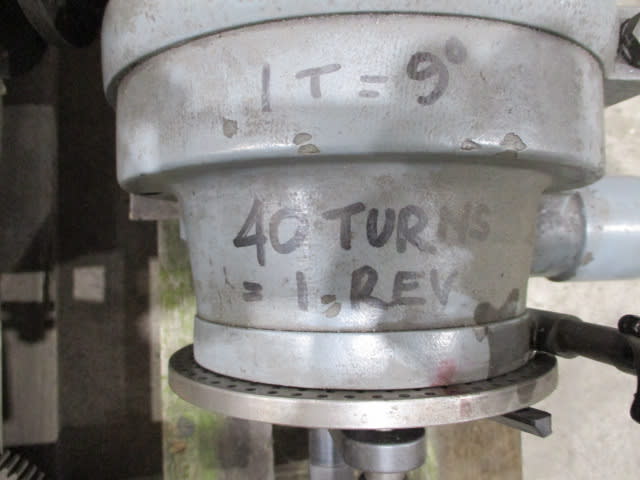 1 T = 9°
40 TURNS
= 1 REV